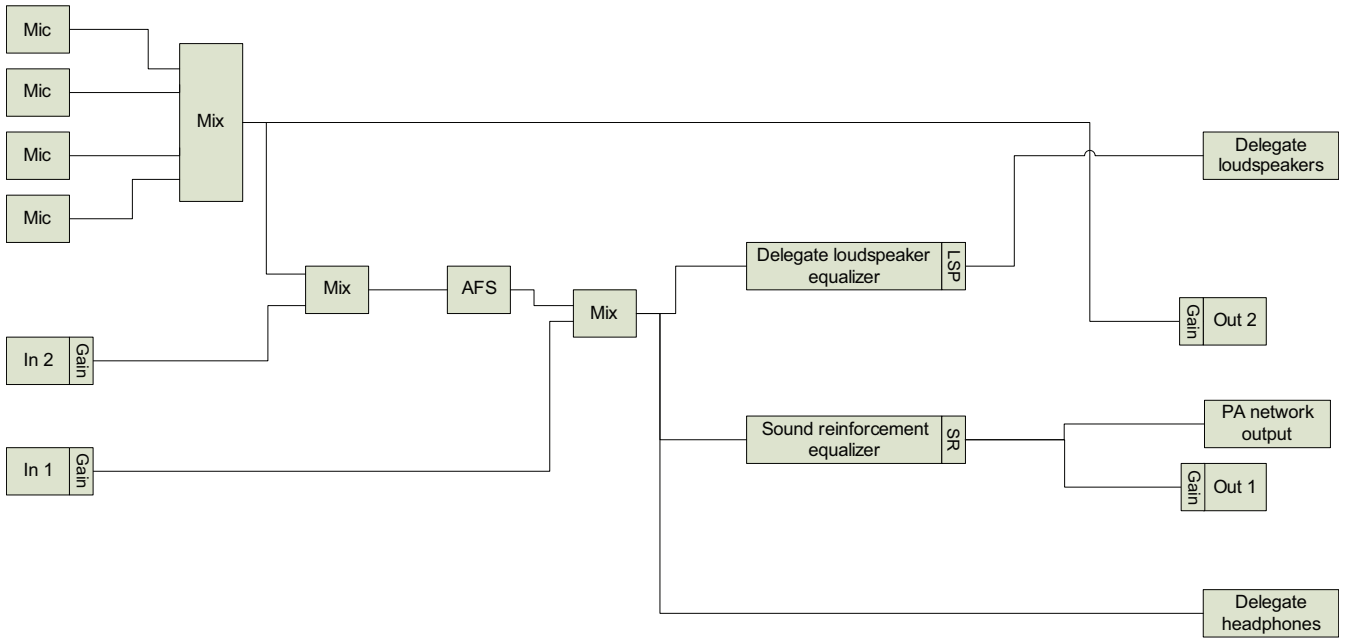 Mic
Mic
Mic
Mic
Mix
Delegate
loudspeakers
Delegate loudspeaker
equalizer
LSP
Mix
AFS
Mix
Gain
Out 2
In 2
Gain
PA network
output
Sound reinforcement
equalizer
SR
In 1
Gain
Gain
Out 1
Delegate
headphones